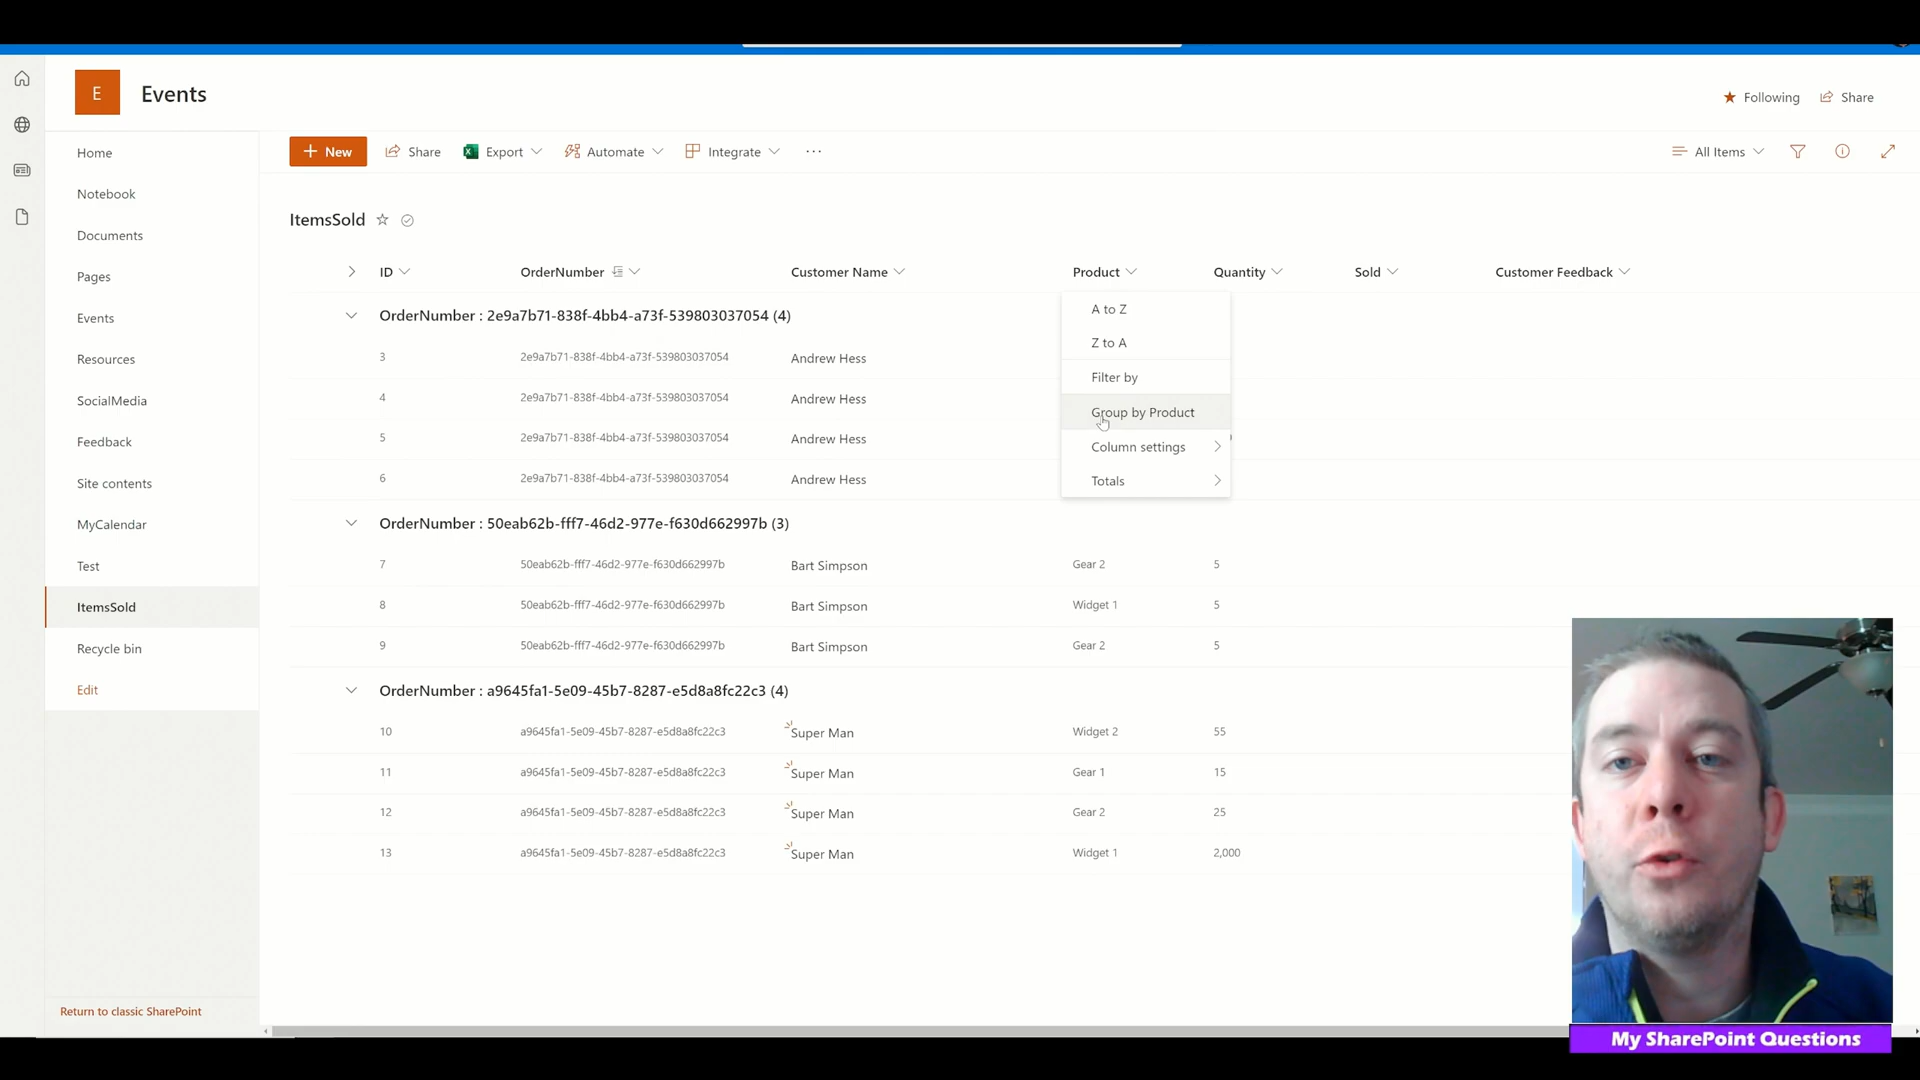 E
Events
Following
Share
Home
Notebook
Documents
Pages
Events
Resources
SocialMedia
Feedback
Site contents
MyCalendar
Test
ItemsSold
Recycle bin
Edit
Return to classic SharePoint
+ New
Share
Export
Automate
Integrate
...
All Items
ItemsSold
ID OrderNumber Customer Name Product Quantity Sold Customer Feedback
OrderNumber : 2e9a7b71-838f-4bb4-a73f-539803037054 (4)
3 2e9a7b71-838f-4bb4-a73f-539803037054 Andrew Hess
4 2e9a7b71-838f-4bb4-a73f-539803037054 Andrew Hess
5 2e9a7b71-838f-4bb4-a73f-539803037054 Andrew Hess
6 2e9a7b71-838f-4bb4-a73f-539803037054 Andrew Hess
A to Z
Z to A
Filter by
Group by Product
Column settings
Totals
OrderNumber : 50eab62b-fff7-46d2-977e-f630d662997b (3)
7 50eab62b-fff7-46d2-977e-f630d662997b Bart Simpson Gear 2 5
8 50eab62b-fff7-46d2-977e-f630d662997b Bart Simpson Widget 1 5
9 50eab62b-fff7-46d2-977e-f630d662997b Bart Simpson Gear 2 5
OrderNumber : a9645fa1-5e09-45b7-8287-e5d8a8fc22c3 (4)
10 a9645fa1-5e09-45b7-8287-e5d8a8fc22c3 Super Man Widget 2 55
11 a9645fa1-5e09-45b7-8287-e5d8a8fc22c3 Super Man Gear 1 15
12 a9645fa1-5e09-45b7-8287-e5d8a8fc22c3 Super Man Gear 2 25
13 a9645fa1-5e09-45b7-8287-e5d8a8fc22c3 Super Man Widget 1 2,000
My SharePoint Questions